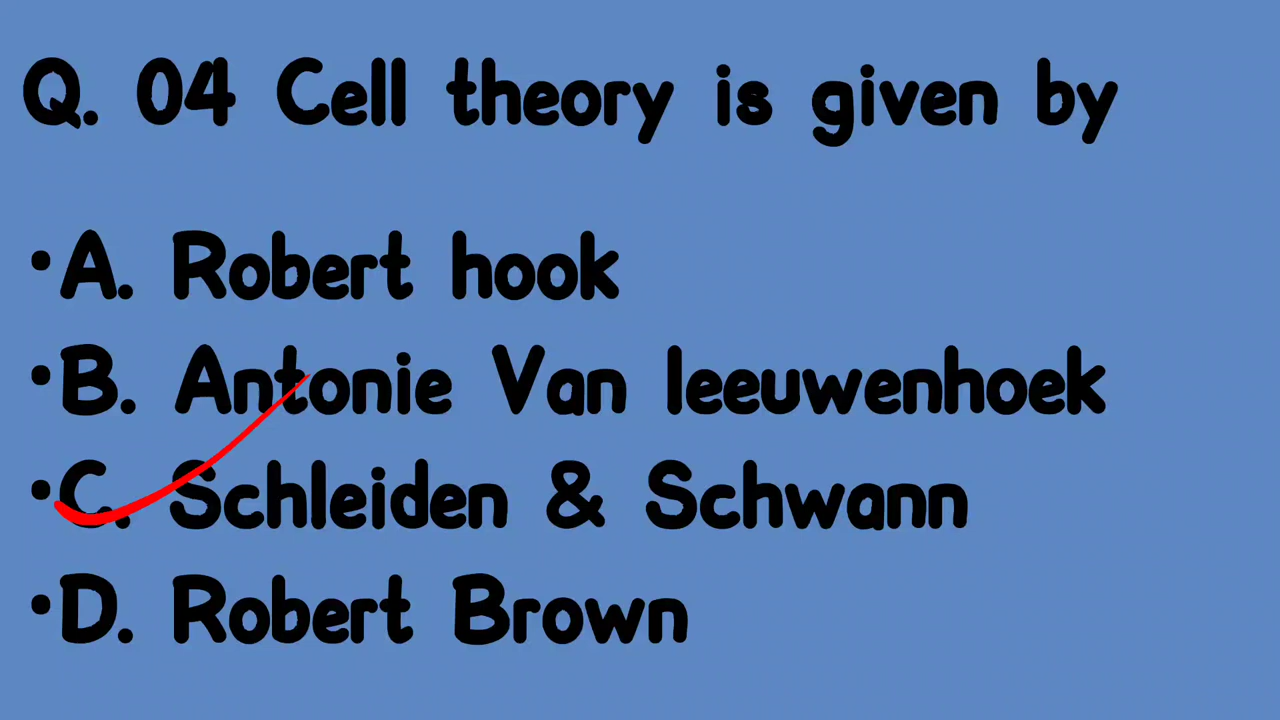 Q. 04 Cell theory is given by
•A. Robert hook
•B. Antonie Van leeuwenhoek
•C. Schleiden & Schwann
•D. Robert Brown